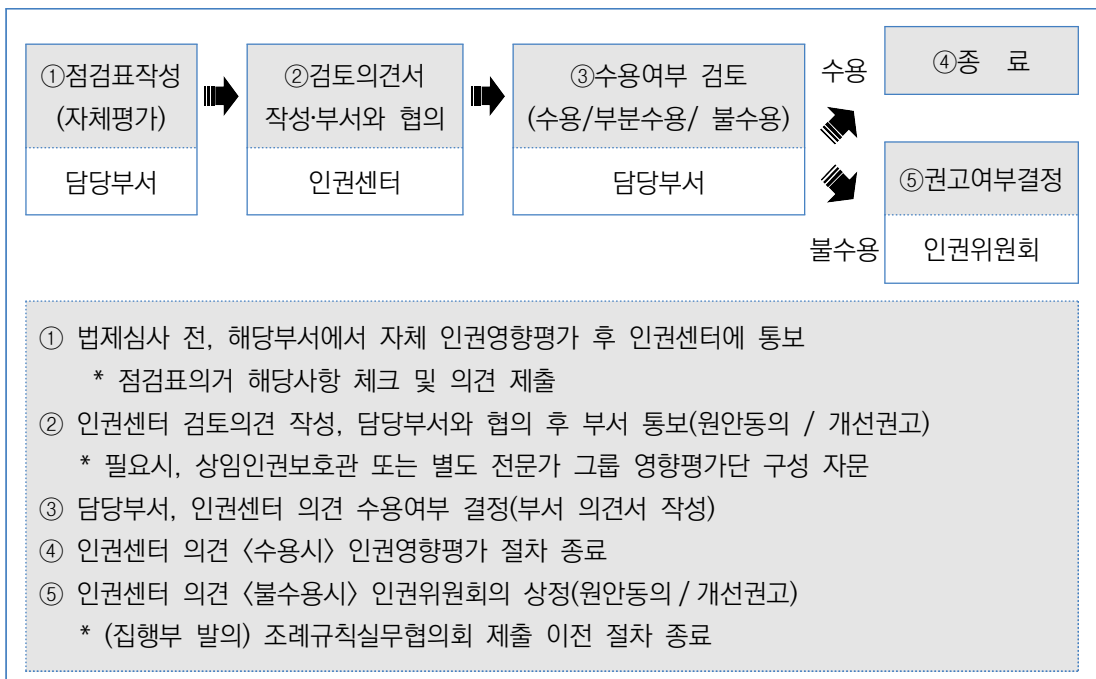 ①점검표작성
(자체평가)
담당부서
②검토의견서
작성·부서와 협의
인권센터
③수용여부 검토
(수용/부분수용/ 불수용)
담당부서
수용
④종 료
불수용
⑤권고여부결정
인권위원회
① 법제심사 전, 해당부서에서 자체 인권영향평가 후 인권센터에 통보
* 점검표의거 해당사항 체크 및 의견 제출
② 인권센터 검토의견 작성, 담당부서와 협의 후 부서 통보(원안동의 / 개선권고)
* 필요시, 상임인권보호관 또는 별도 전문가 그룹 영향평가단 구성 자문
③ 담당부서, 인권센터 의견 수용여부 결정(부서 의견서 작성)
④ 인권센터 의견 〈수용시〉 인권영향평가 절차 종료
⑤ 인권센터 의견 〈불수용시〉 인권위원회의 상정(원안동의 / 개선권고)
* (집행부 발의) 조례규칙실무협의회 제출 이전 절차 종료